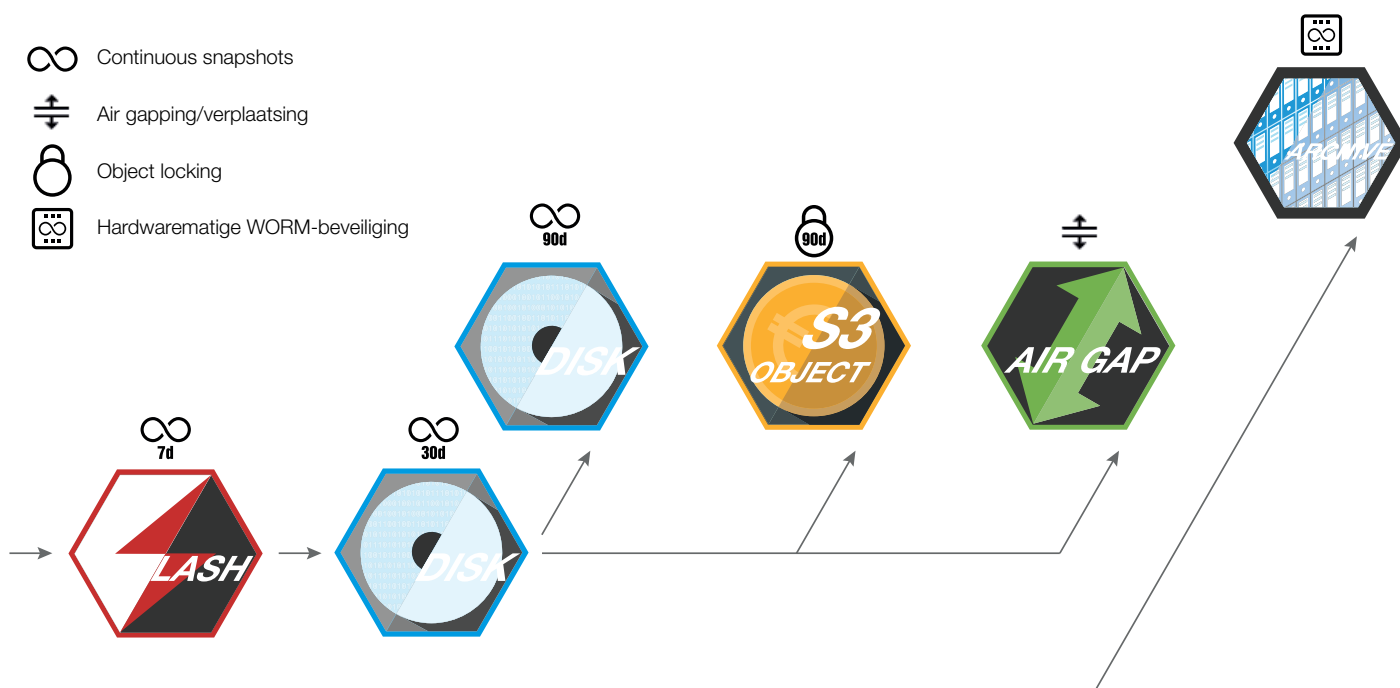 Continuous snapshots
Air gapping/verplaatsing
Object locking
Hardwarematige WORM-beveiliging
ARCHIVE
90d
90d
DISK
S3
OBJECT
AIR GAP
7d
30d
LASH
DISK